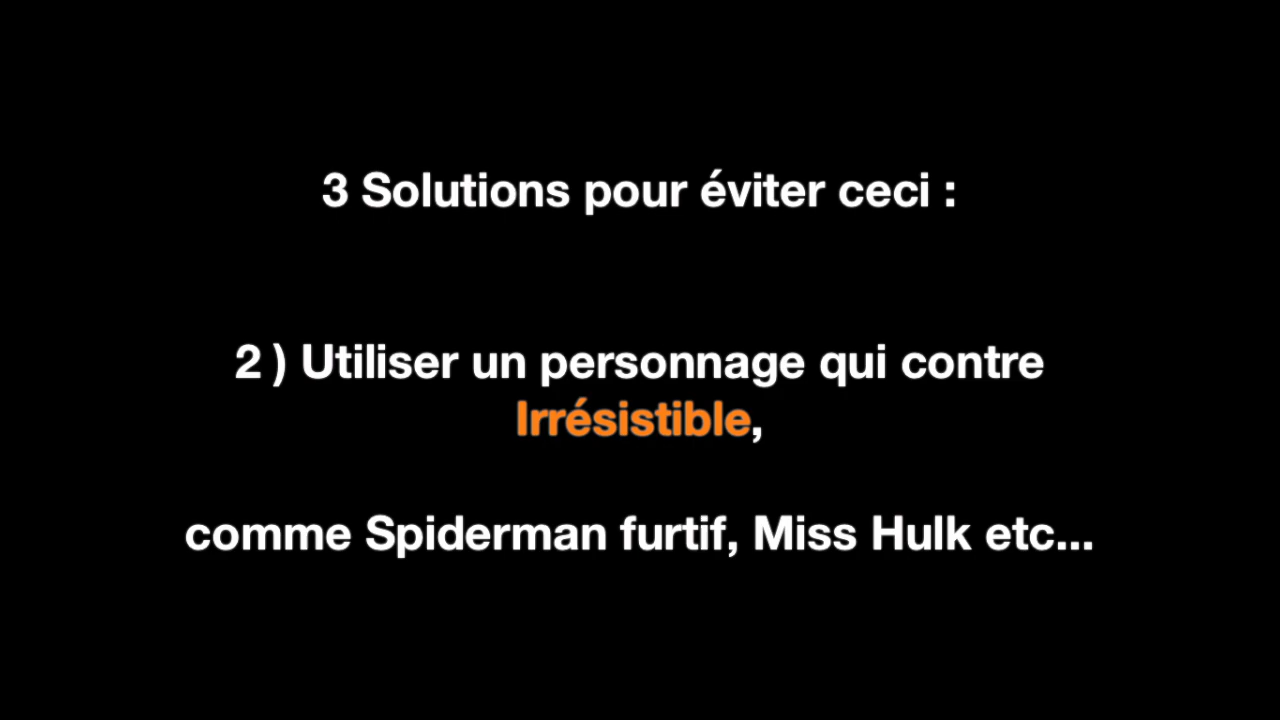 3 Solutions pour éviter ceci :
2 ) Utiliser un personnage qui contre
Irrésistible,
comme Spiderman furtif, Miss Hulk etc...